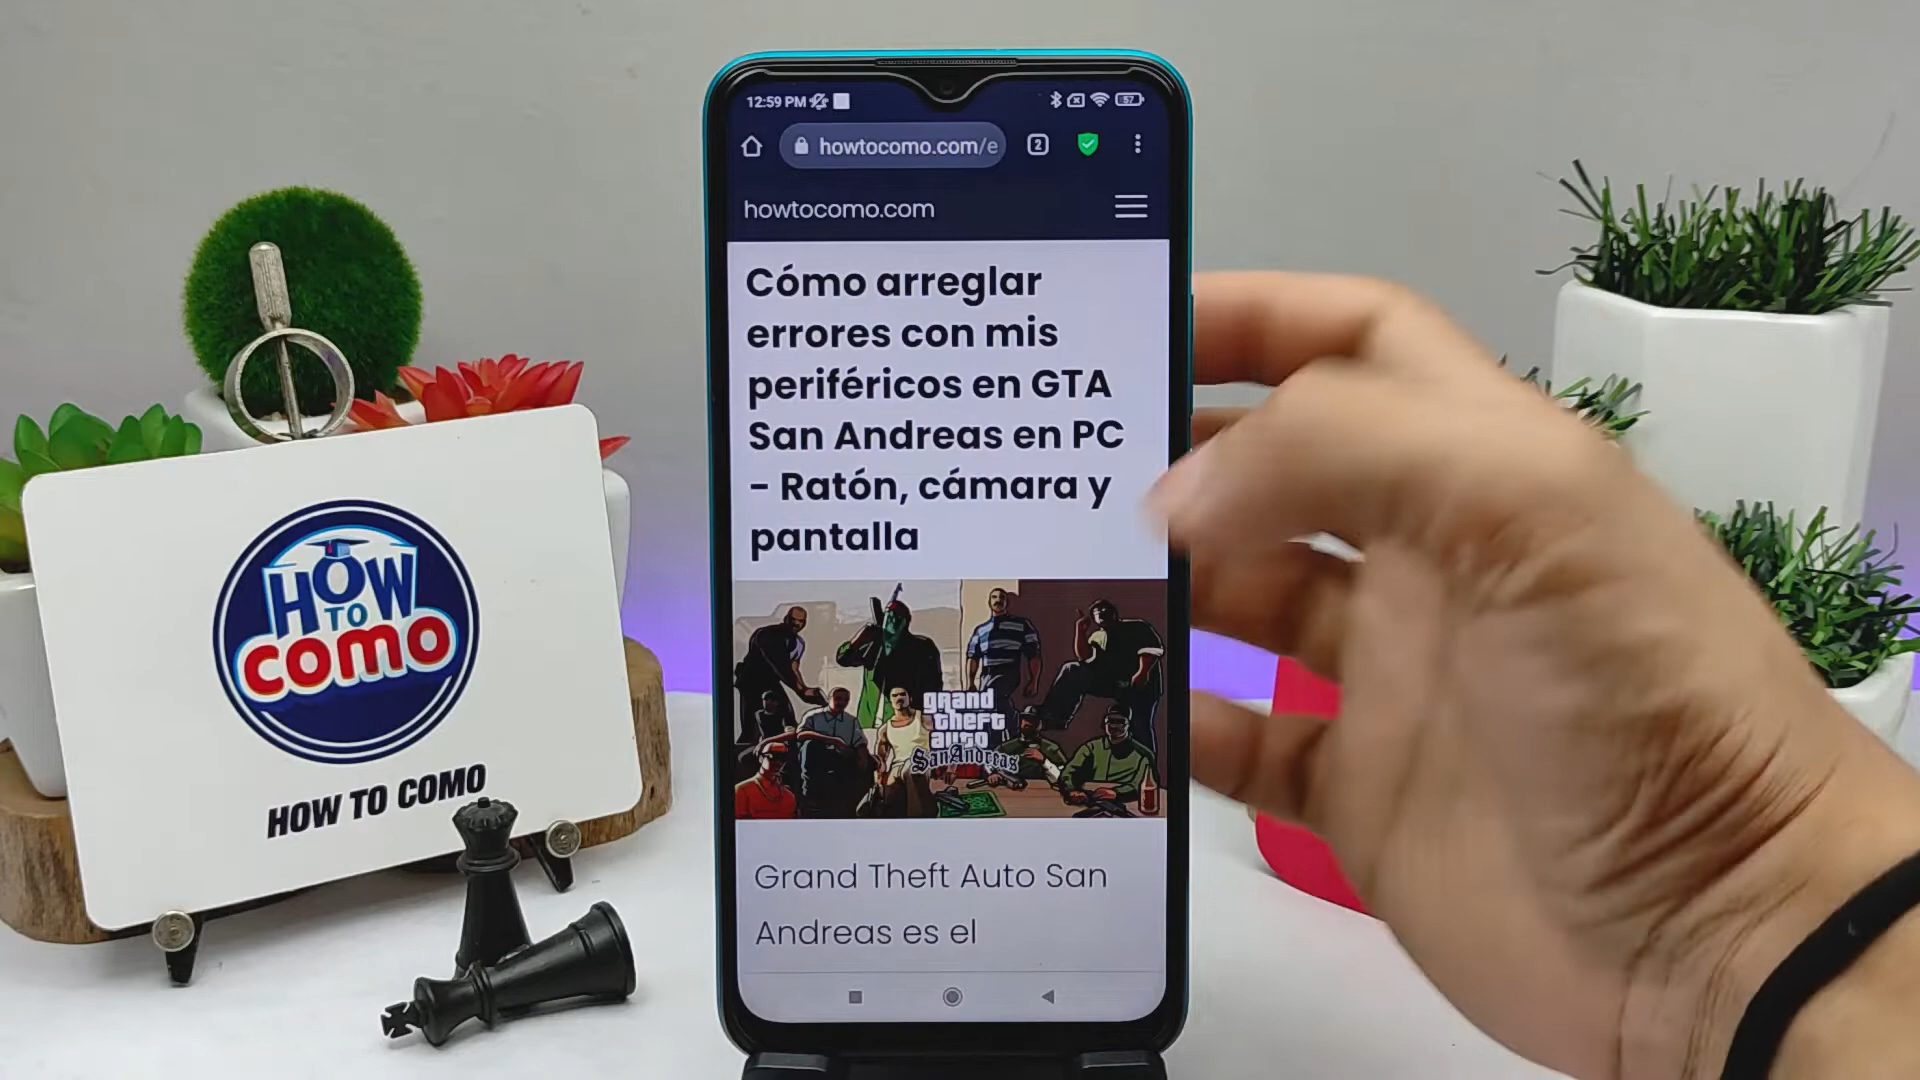 12:59 PM
57
howtocomo.com/e
2
howtocomo.com
Cómo arreglar
errores con mis
periféricos en GTA
San Andreas en PC
- Ratón, cámara y
pantalla
grand
theft
auto
San Andreas
Grand Theft Auto San
Andreas es el
HOW
TO
como
HOW TO COMO